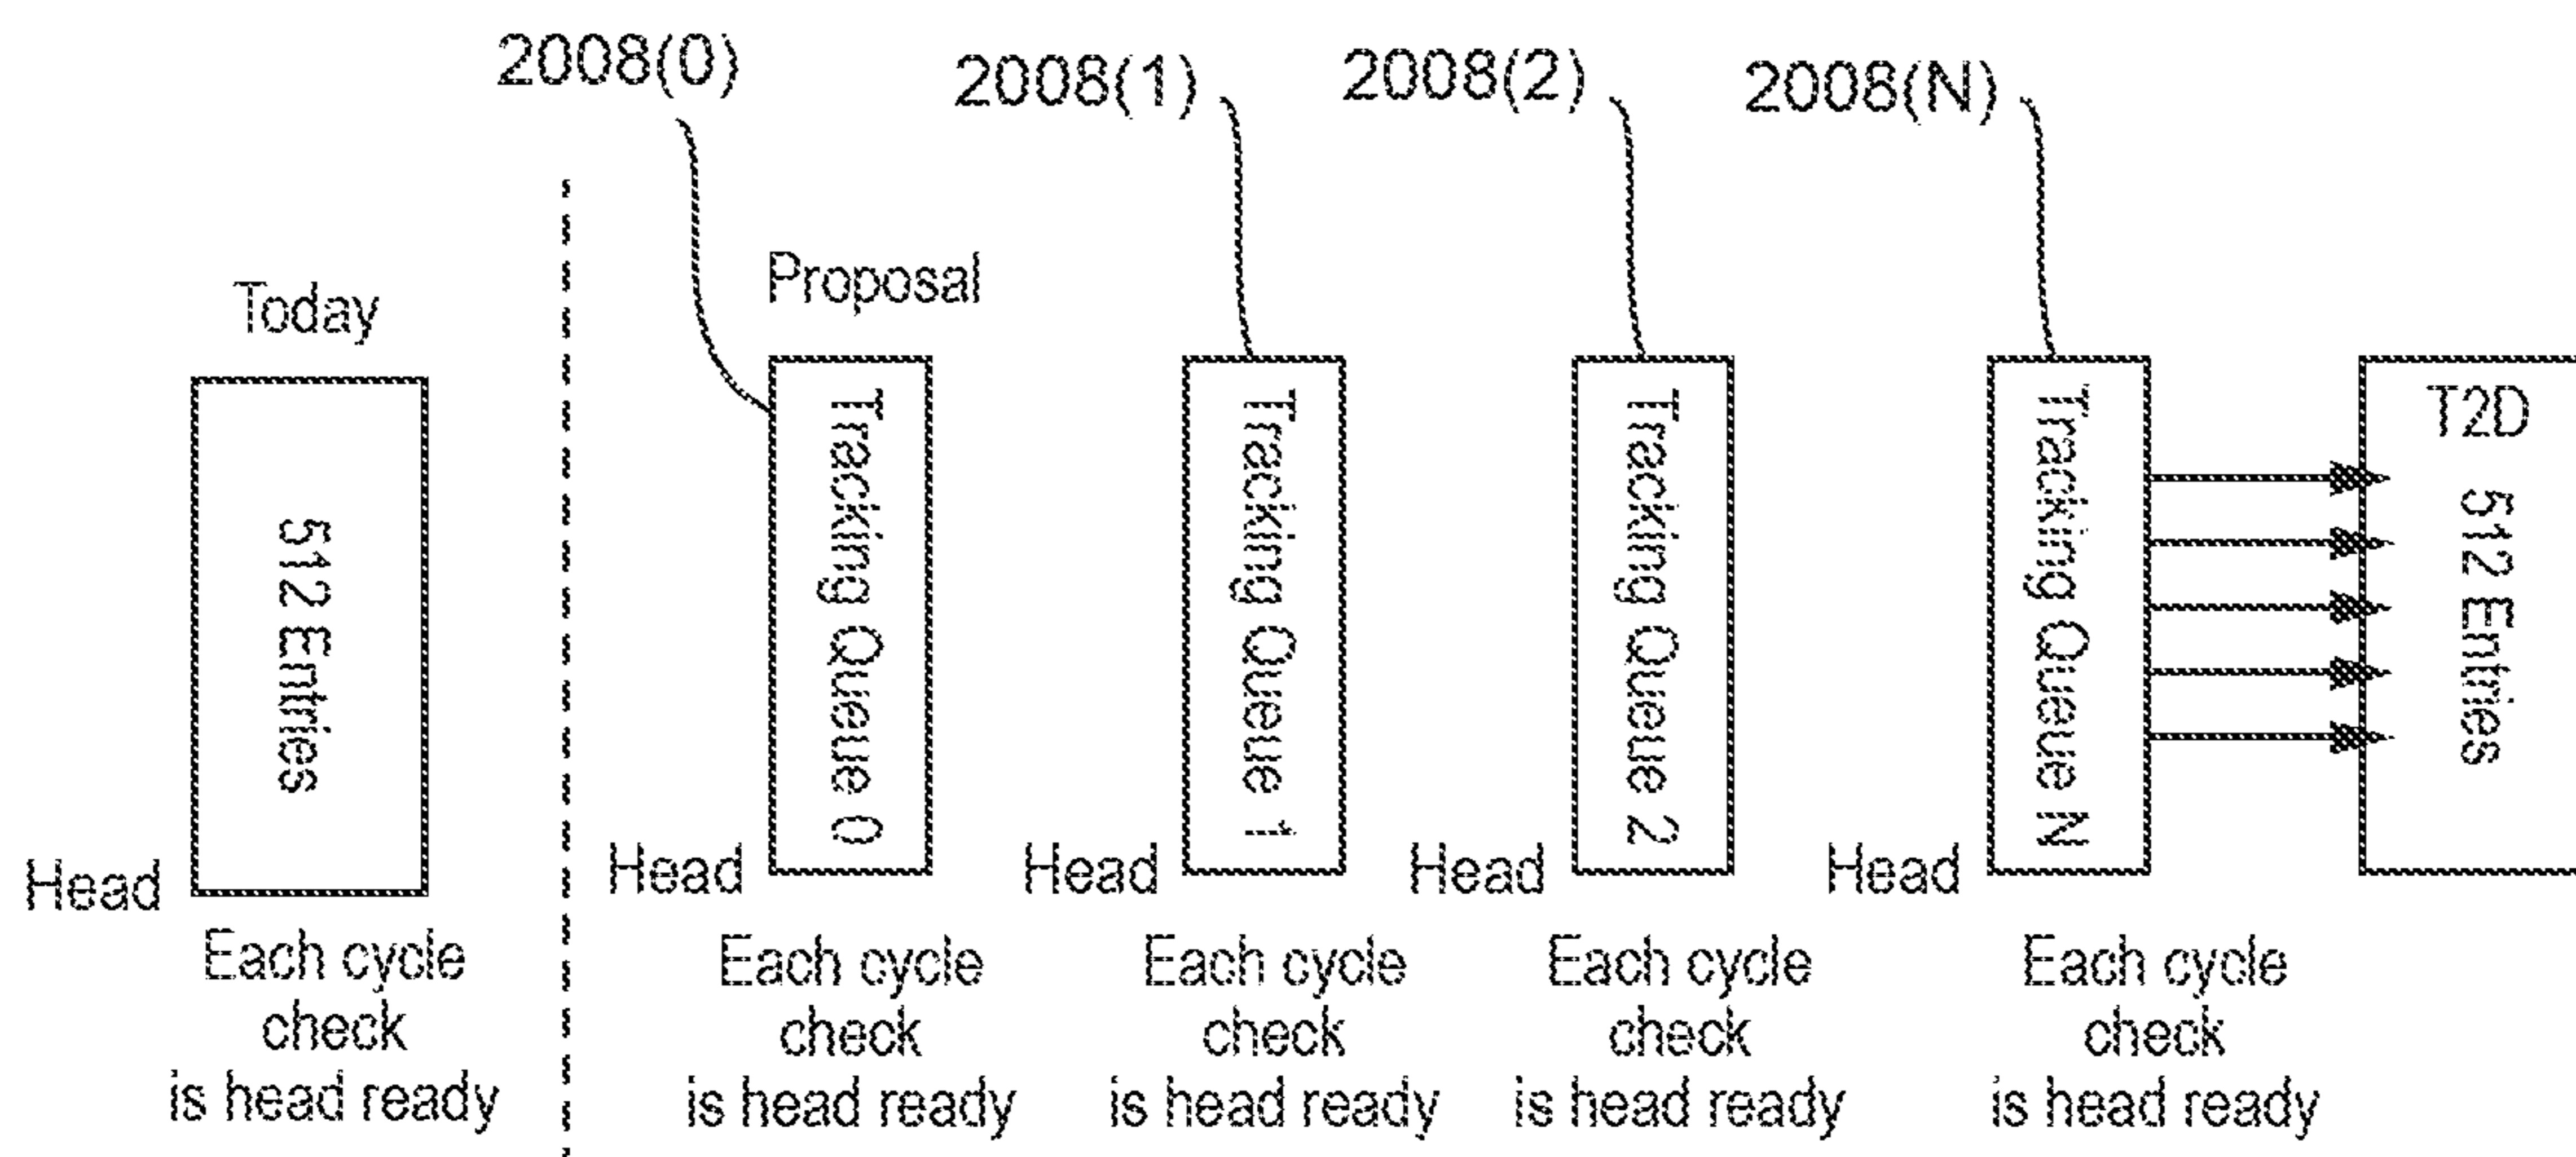 2008(0)
2008(1)
2008(2)
2008(N)
Today
Proposal
512 Entries
Tracking Queue 0
Tracking Queue 1
Tracking Queue 2
Tracking Queue N
T2D
512 Entries
Head
Head
Head
Head
Head
Each cycle
check
is head ready
Each cycle
check
is head ready
Each cycle
check
is head ready
Each cycle
check
is head ready
Each cycle
check
is head ready